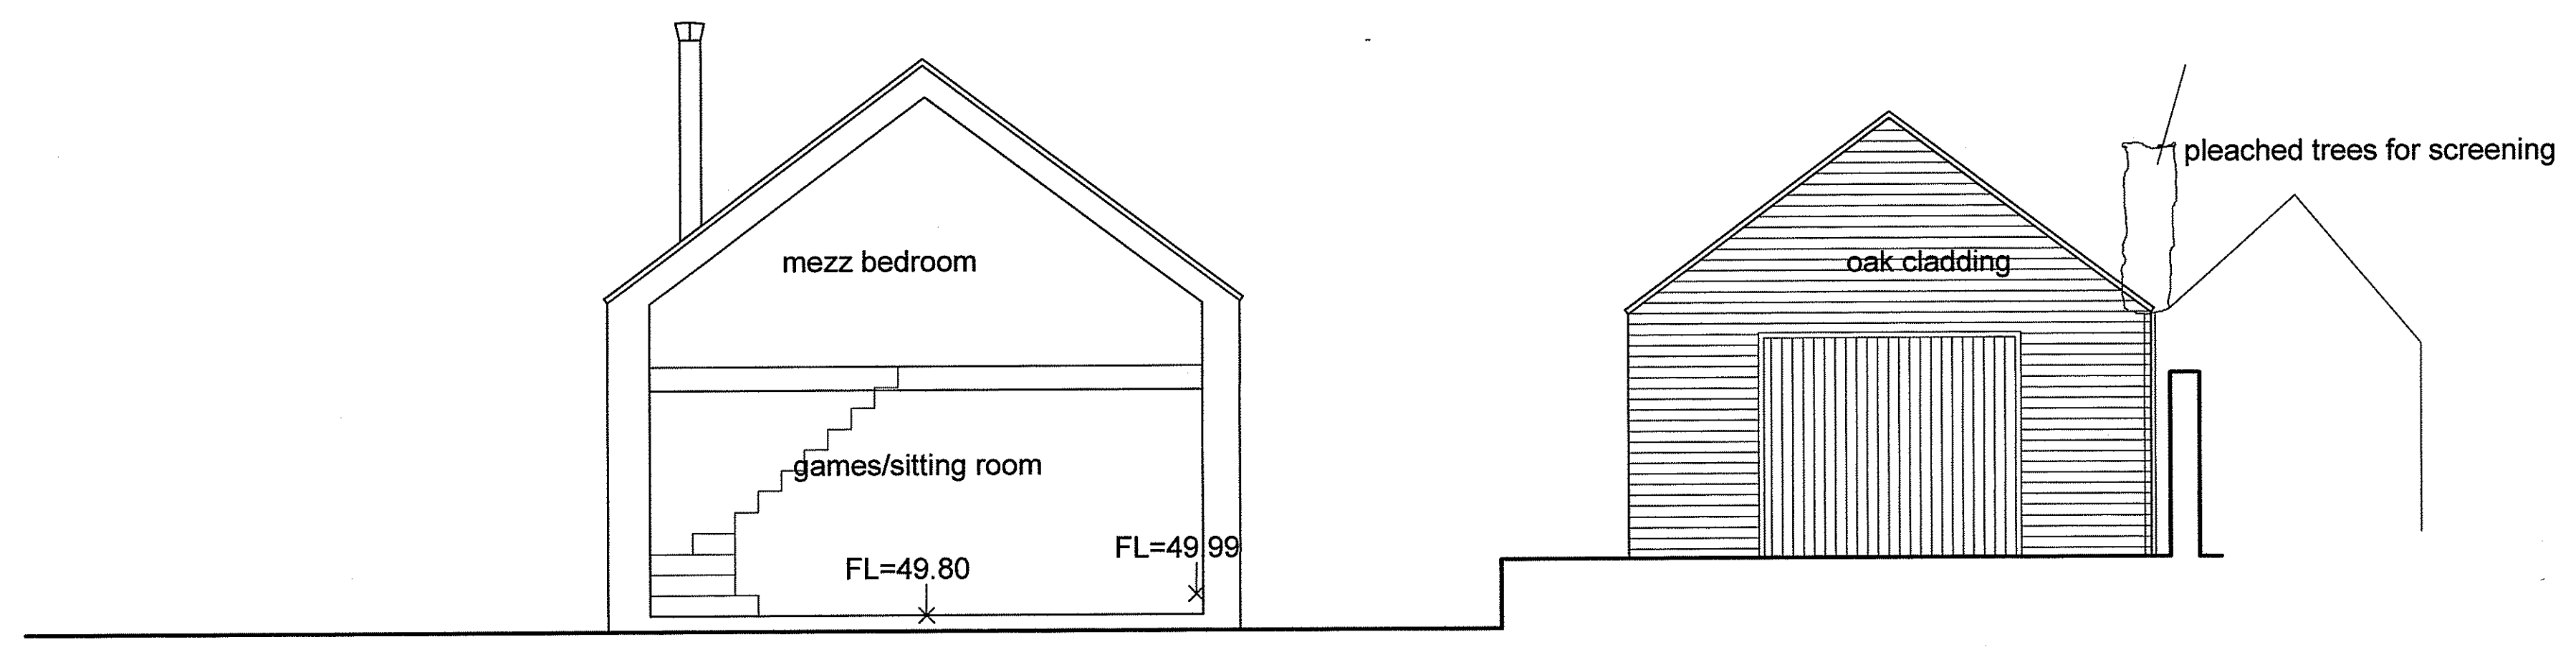 pleached trees for screening
mezz bedroom
oak cladding
games/sitting room
FL=49.99
FL=49.80